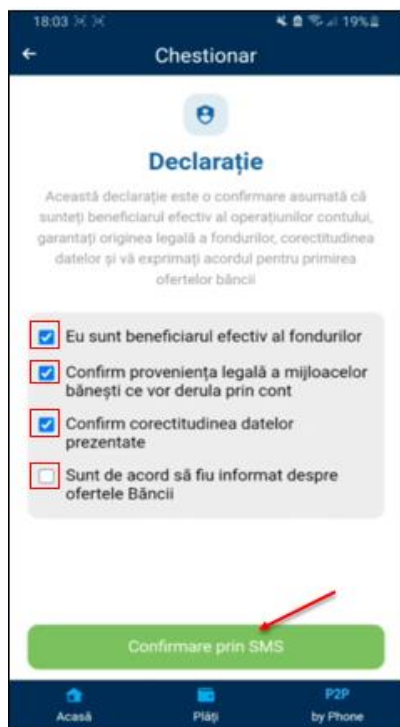 18:03 19%
Chestionar
Declarație
Această declarație este o confirmare asumată că
sunteți beneficiarul efectiv al operațiunilor contului,
garantați originea legală a fondurilor, corectitudinea
datelor și vă exprimați acordul pentru primirea
ofertelor băncii
Eu sunt beneficiarul efectiv al fondurilor
Confirm proveniența legală a mijloacelor
bănești ce vor derula prin cont
Confirm corectitudinea datelor
prezentate
Sunt de acord să fiu informat despre
ofertele Băncii
Confirmare prin SMS
P2P
Acasă Plăți by Phone